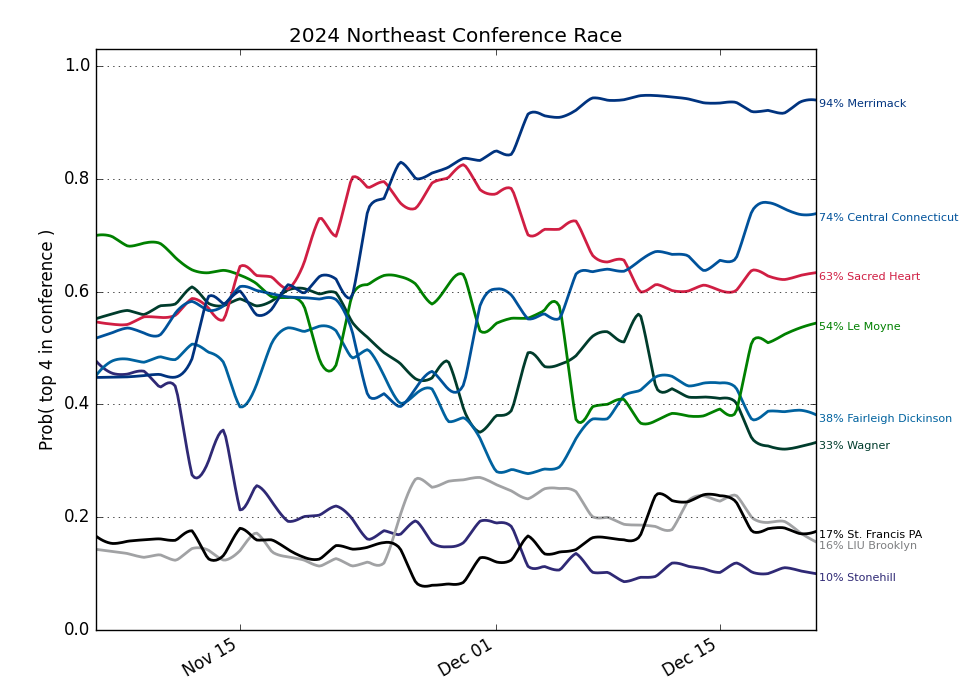 2024 Northeast Conference Race
Prob( top 4 in conference )
1.0
0.8
0.6
0.4
0.2
0.0
Nov 15
Dec 01
Dec 15
94% Merrimack
74% Central Connecticut
63% Sacred Heart
54% Le Moyne
38% Fairleigh Dickinson
33% Wagner
17% St. Francis PA
16% LIU Brooklyn
10% Stonehill